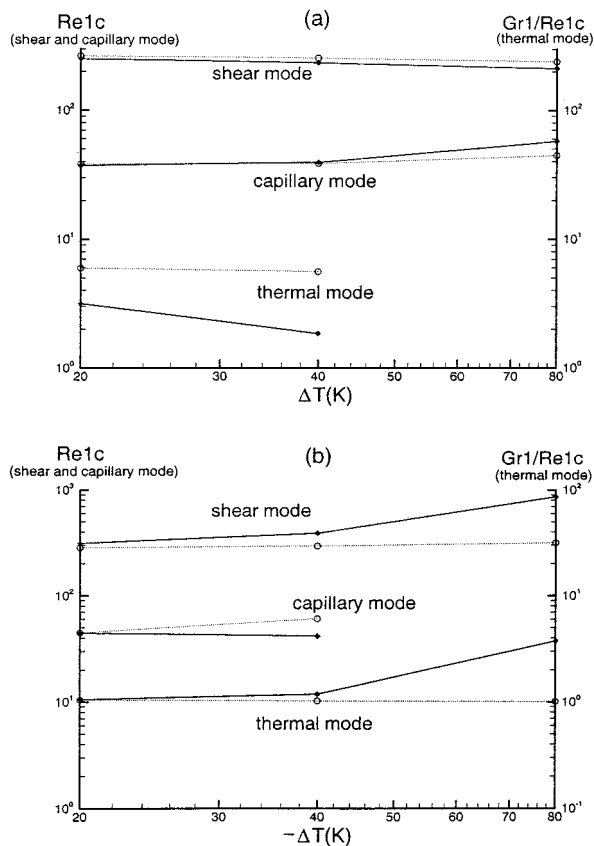 (a)
Re1c
(shear and capillary mode)
Gr1/Re1c
(thermal mode)
shear mode
10² 10²
capillary mode
10¹ 10¹
thermal mode
10⁰ 10⁰
20 30 40 50 60 70 80
ΔT(K)
(b)
Re1c
(shear and capillary mode)
Gr1/Re1c
(thermal mode)
10³ 10²
shear mode
10² 10¹
capillary mode
10¹ 10⁰
thermal mode
10⁰ 10⁻¹
20 30 40 50 60 70 80
−ΔT(K)